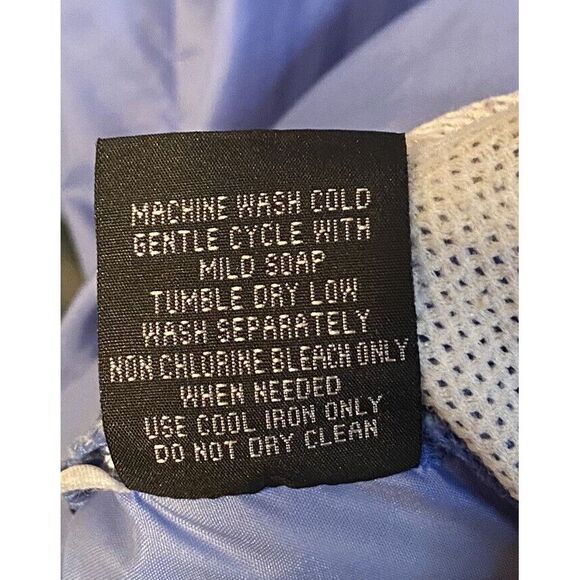 MACHINE WASH COLD
GENTLE CYCLE WITH
MILD SOAP
TUMBLE DRY LOW
WASH SEPARATELY
NON CHLORINE BLEACH ONLY
WHEN NEEDED
USE COOL IRON ONLY
DO NOT DRY CLEAN